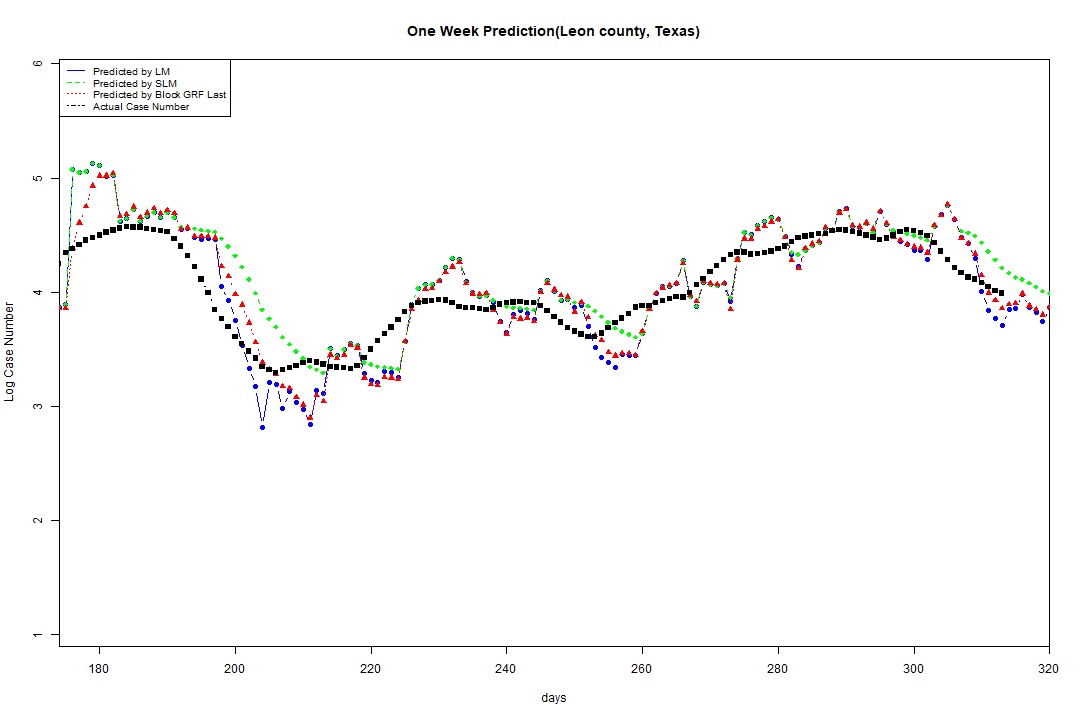 One Week Prediction(Leon county, Texas)
6
Predicted by LM
Predicted by SLM
Predicted by Block GRF Last
Actual Case Number
5
4
3
2
1
Log Case Number
180 200 220 240 260 280 300 320
days